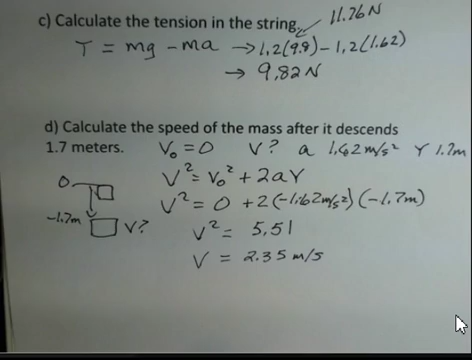 11.76 N
c) Calculate the tension in the string.
T = mg - ma → 1,2(9.8) - 1,2(1.62)
→ 9,82 N
d) Calculate the speed of the mass after it descends
1.7 meters. V₀ = 0 V? a 1.62 m/s² Y 1.7m
V² = V₀² + 2aY
0
V² = 0 + 2(-1.62 m/s²)(-1.7m)
-1.7m V?
V² = 5,51
V = 2.35 m/s